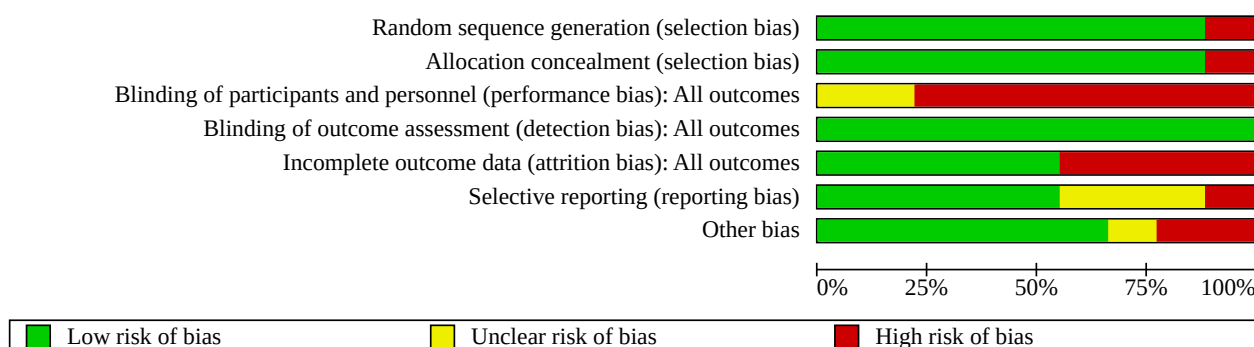 Random sequence generation (selection bias)
Allocation concealment (selection bias)
Blinding of participants and personnel (performance bias): All outcomes
Blinding of outcome assessment (detection bias): All outcomes
Incomplete outcome data (attrition bias): All outcomes
Selective reporting (reporting bias)
Other bias
0% 25% 50% 75% 100%
Low risk of bias Unclear risk of bias High risk of bias